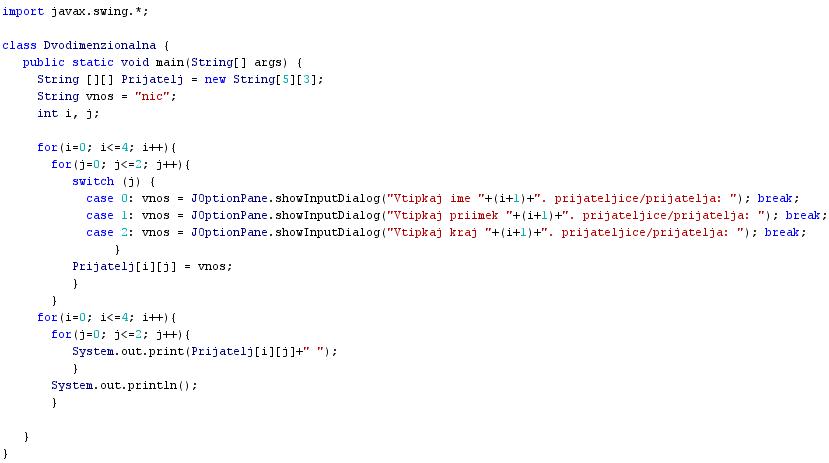 import javax.swing.*;
class Dvodimenzionalna {
public static void main(String[] args) {
String [][] Prijatelj = new String[5][3];
String vnos = "nic";
int i, j;
for(i=0; i<=4; i++){
for(j=0; j<=2; j++){
switch (j) {
case 0: vnos = JOptionPane.showInputDialog("Vtipkaj ime "+(i+1)+". prijateljice/prijatelja: "); break;
case 1: vnos = JOptionPane.showInputDialog("Vtipkaj priimek "+(i+1)+". prijateljice/prijatelja: "); break;
case 2: vnos = JOptionPane.showInputDialog("Vtipkaj kraj "+(i+1)+". prijateljice/prijatelja: "); break;
}
Prijatelj[i][j] = vnos;
}
}
for(i=0; i<=4; i++){
for(j=0; j<=2; j++){
System.out.print(Prijatelj[i][j]+" ");
}
System.out.println();
}
}
}